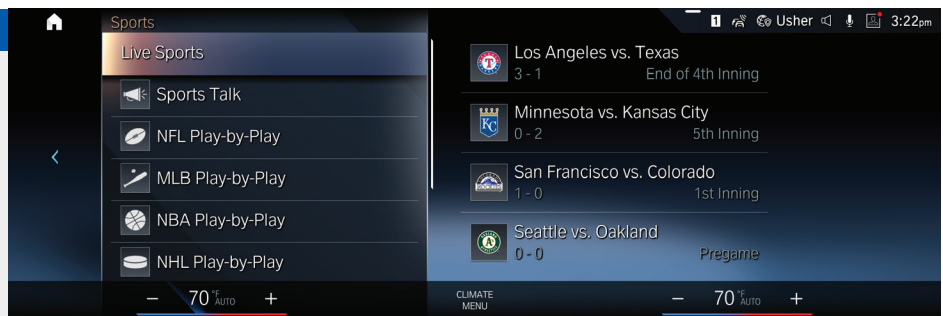 Sports
1
Usher
3:22pm
Live Sports
Sports Talk
NFL Play-by-Play
MLB Play-by-Play
NBA Play-by-Play
NHL Play-by-Play
Los Angeles vs. Texas
3 - 1 End of 4th Inning
Minnesota vs. Kansas City
0 - 2 5th Inning
San Francisco vs. Colorado
1 - 0 1st Inning
Seattle vs. Oakland
0 - 0 Pregame
− 70 °F AUTO +
CLIMATE
MENU
− 70 °F AUTO +